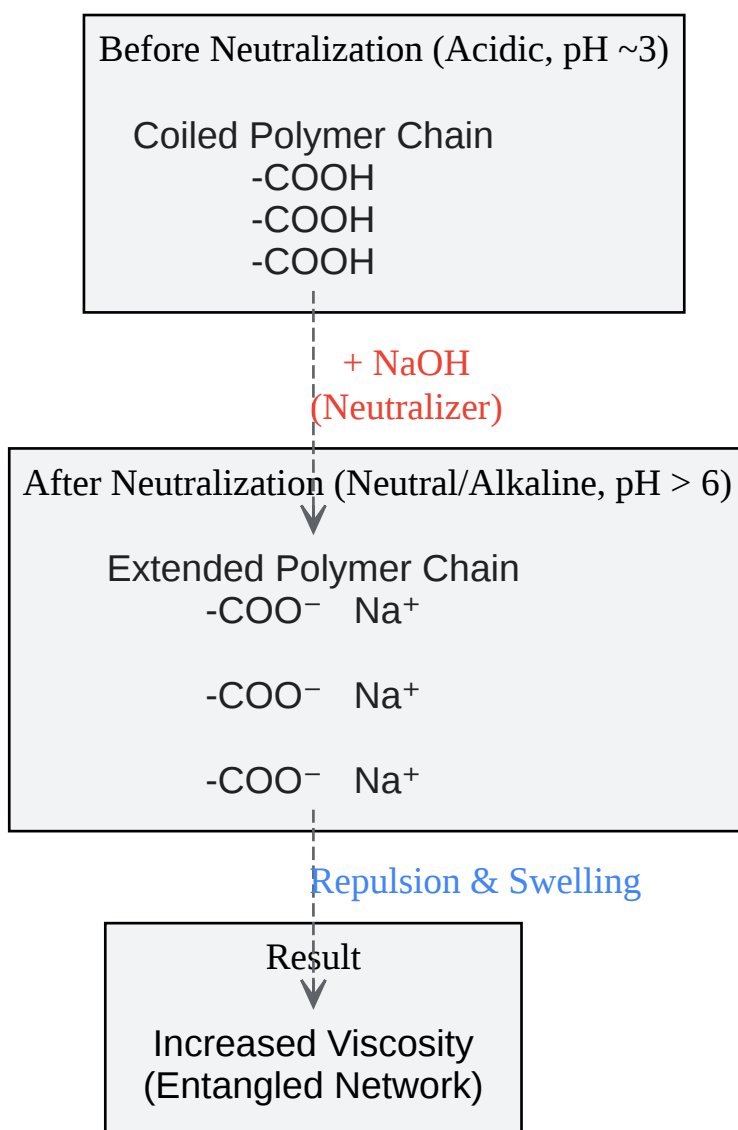 Before Neutralization (Acidic, pH ~3)
Coiled Polymer Chain
-COOH
-COOH
-COOH
+ NaOH
(Neutralizer)
After Neutralization (Neutral/Alkaline, pH > 6)
Extended Polymer Chain
-COO⁻ Na⁺
-COO⁻ Na⁺
-COO⁻ Na⁺
Repulsion & Swelling
Result
Increased Viscosity
(Entangled Network)